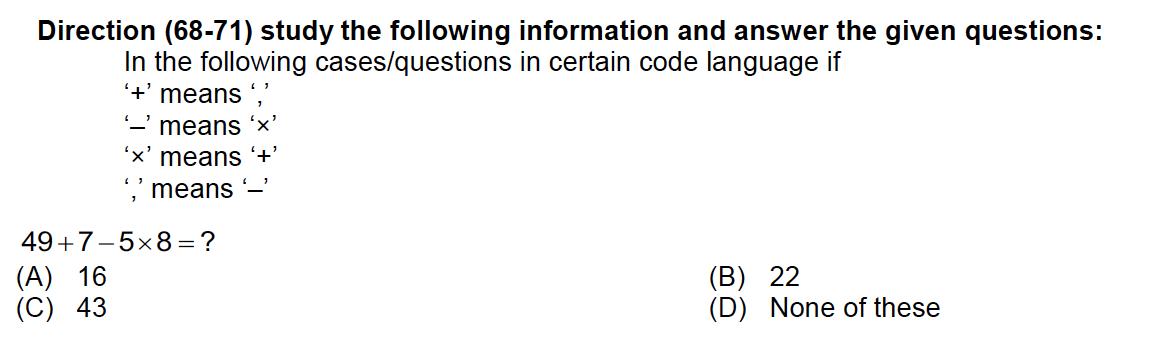 Direction (68-71) study the following information and answer the given questions:
In the following cases/questions in certain code language if
‘+’ means ‘,’
‘–’ means ‘×’
‘×’ means ‘+’
‘,’ means ‘–’
49+7–5×8=?
(A) 16 (B) 22
(C) 43 (D) None of these